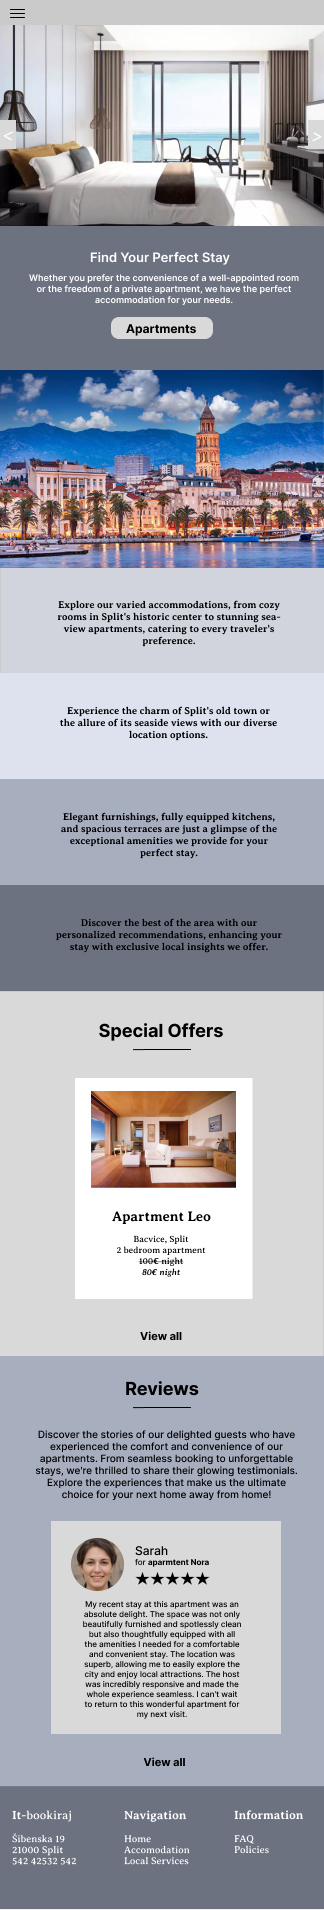 <
>
Find Your Perfect Stay
Whether you prefer the convenience of a well-appointed room
or the freedom of a private apartment, we have the perfect
accommodation for your needs.
Apartments
Explore our varied accommodations, from cozy
rooms in Split's historic center to stunning sea-
view apartments, catering to every traveler's
preference.
Experience the charm of Split's old town or
the allure of its seaside views with our diverse
location options.
Elegant furnishings, fully equipped kitchens,
and spacious terraces are just a glimpse of the
exceptional amenities we provide for your
perfect stay.
Discover the best of the area with our
personalized recommendations, enhancing your
stay with exclusive local insights we offer.
Special Offers
Apartment Leo
Bacvice, Split
2 bedroom apartment
100€ night
80€ night
View all
Reviews
Discover the stories of our delighted guests who have
experienced the comfort and convenience of our
apartments. From seamless booking to unforgettable
stays, we're thrilled to share their glowing testimonials.
Explore the experiences that make us the ultimate
choice for your next home away from home!
Sarah
for aparmtent Nora
★★★★★
My recent stay at this apartment was an
absolute delight. The space was not only
beautifully furnished and spotlessly clean
but also thoughtfully equipped with all
the amenities I needed for a comfortable
and convenient stay. The location was
superb, allowing me to easily explore the
city and enjoy local attractions. The host
was incredibly responsive and made the
whole experience seamless. I can't wait
to return to this wonderful apartment for
my next visit.
View all
It-bookiraj
Šibenska 19
21000 Split
542 42532 542
Navigation
Home
Accomodation
Local Services
Information
FAQ
Policies